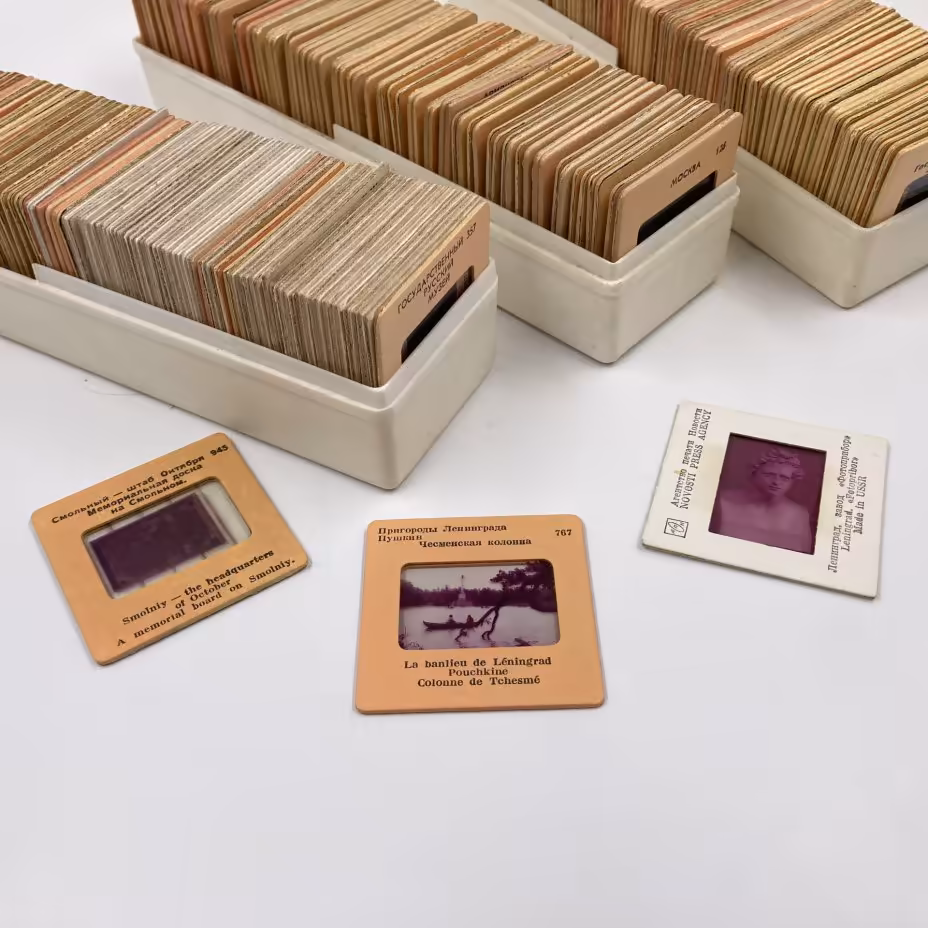 МОСКВА 126
ГОСУДАРСТВЕННЫЙ 357
РУССКИЙ
МУЗЕЙ
Смольный — штаб Октября 945
Мемориальная доска
на Смольном.
Smolniy — the headquarters
of October
A memorial board on Smolniy.
Пригороды Ленинграда
Пушкин 767
Чесменская колонна
La banlieu de Léningrad
Pouchkine
Colonne de Tchesmé
Агентство печати Новости
NOVOSTI PRESS AGENCY
Ленинград, завод «Фотоприбор»
Leningrad, «Fotopribor»
Made in USSR